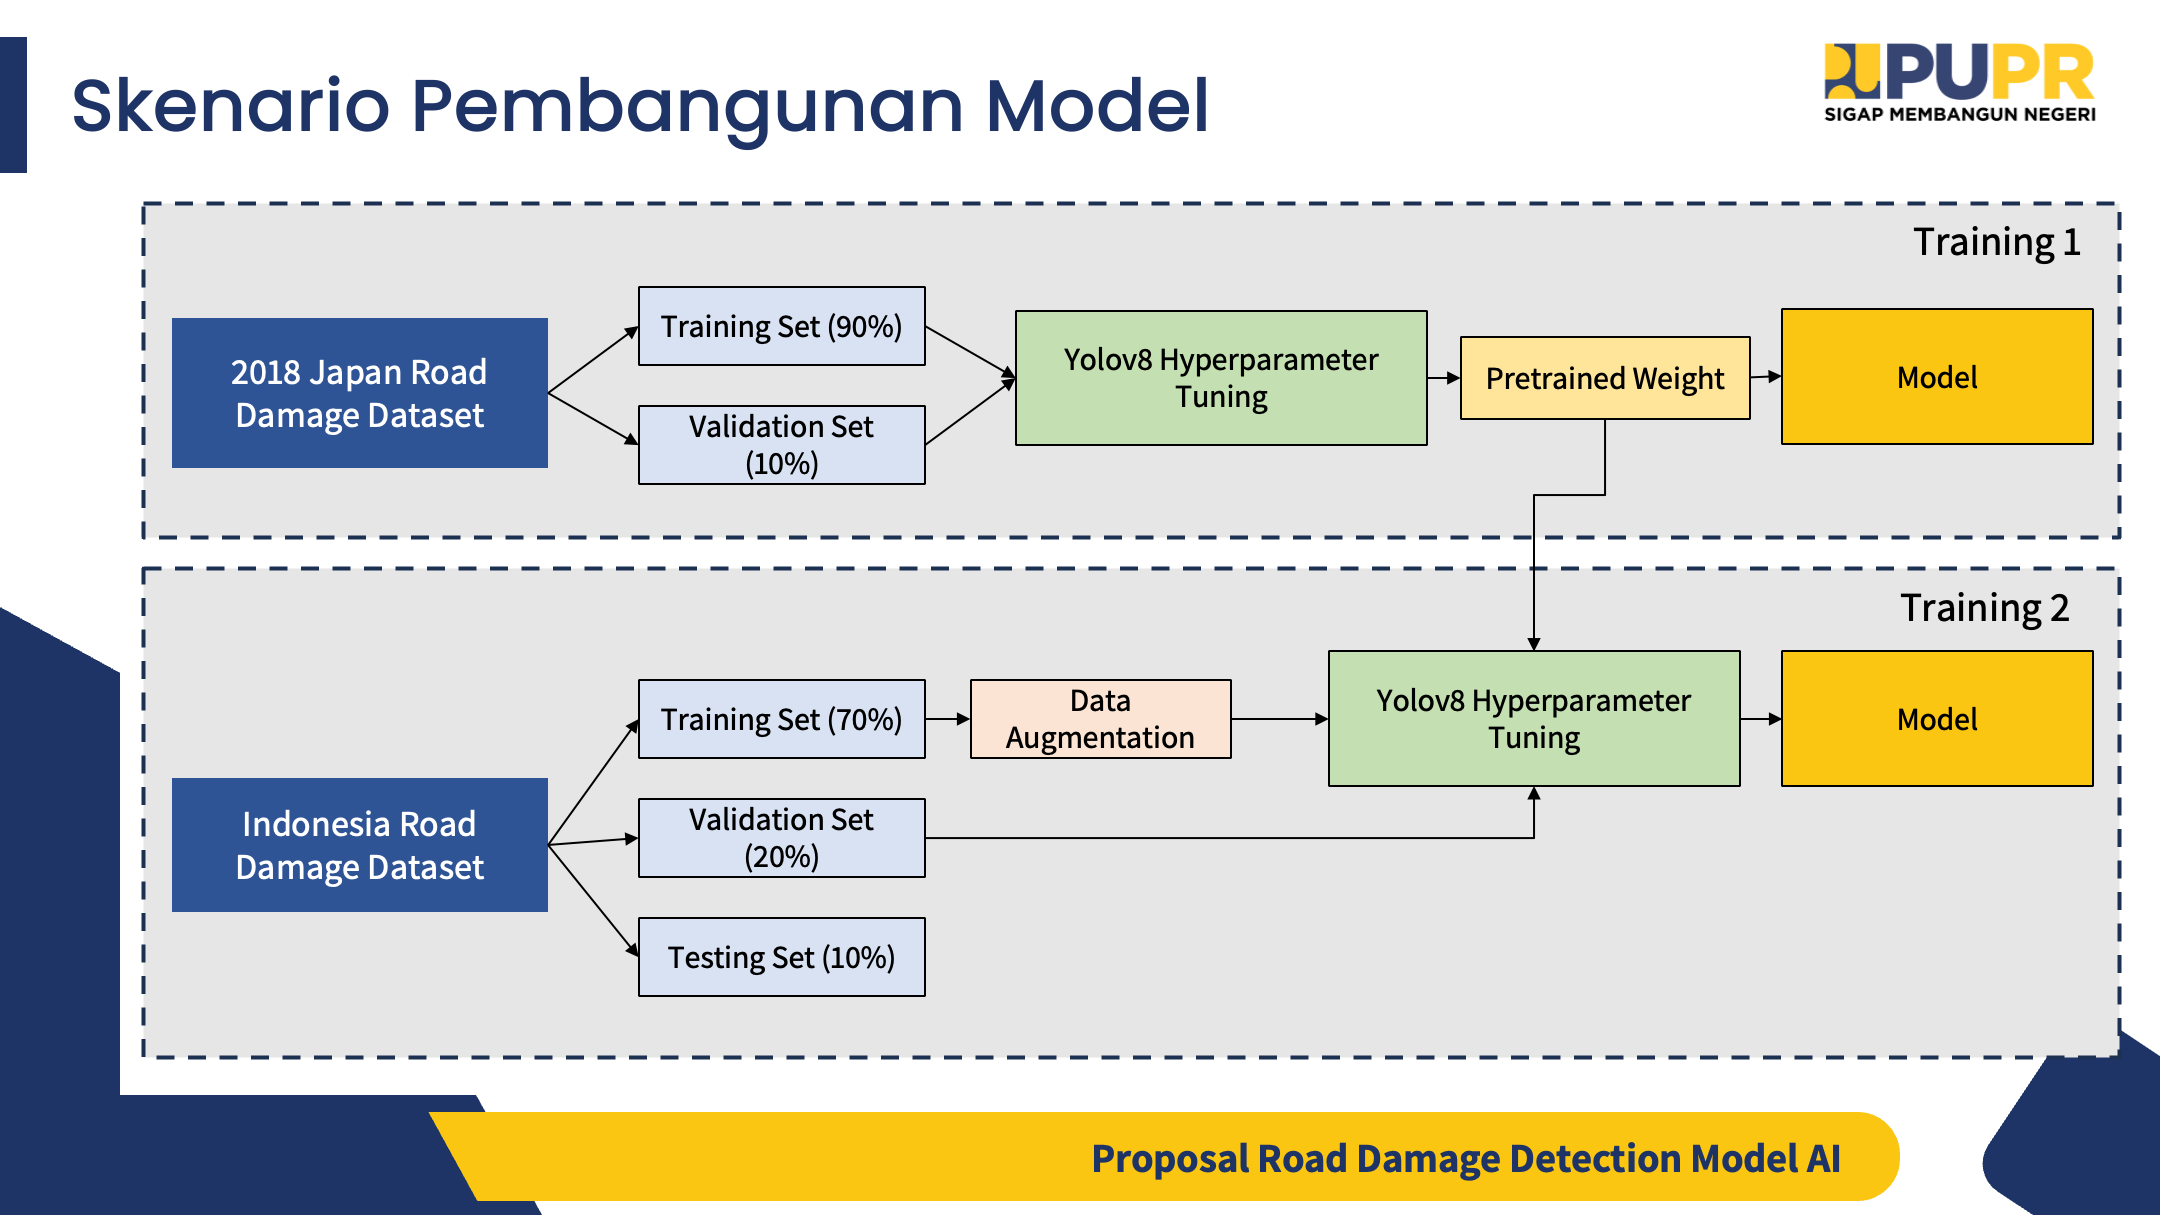 Skenario Pembangunan Model
PUPR
SIGAP MEMBANGUN NEGERI
Training 1
2018 Japan Road
Damage Dataset
Training Set (90%)
Validation Set
(10%)
Yolov8 Hyperparameter
Tuning
Pretrained Weight
Model
Training 2
Indonesia Road
Damage Dataset
Training Set (70%)
Validation Set
(20%)
Testing Set (10%)
Data
Augmentation
Yolov8 Hyperparameter
Tuning
Model
Proposal Road Damage Detection Model AI